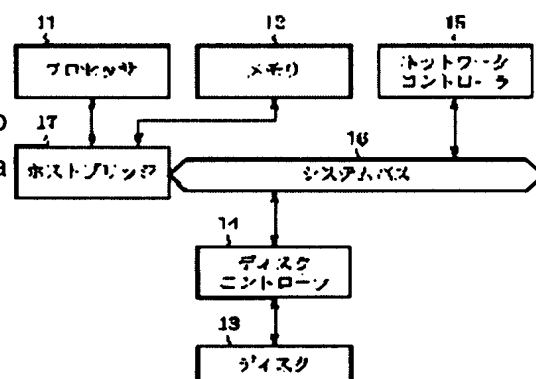 11
12
15
プロセッサ
メモリ
ネットワーク
コントローラ
17
16
ホストブリッジ
システムバス
14
ディスク
コントローラ
13
ディスク